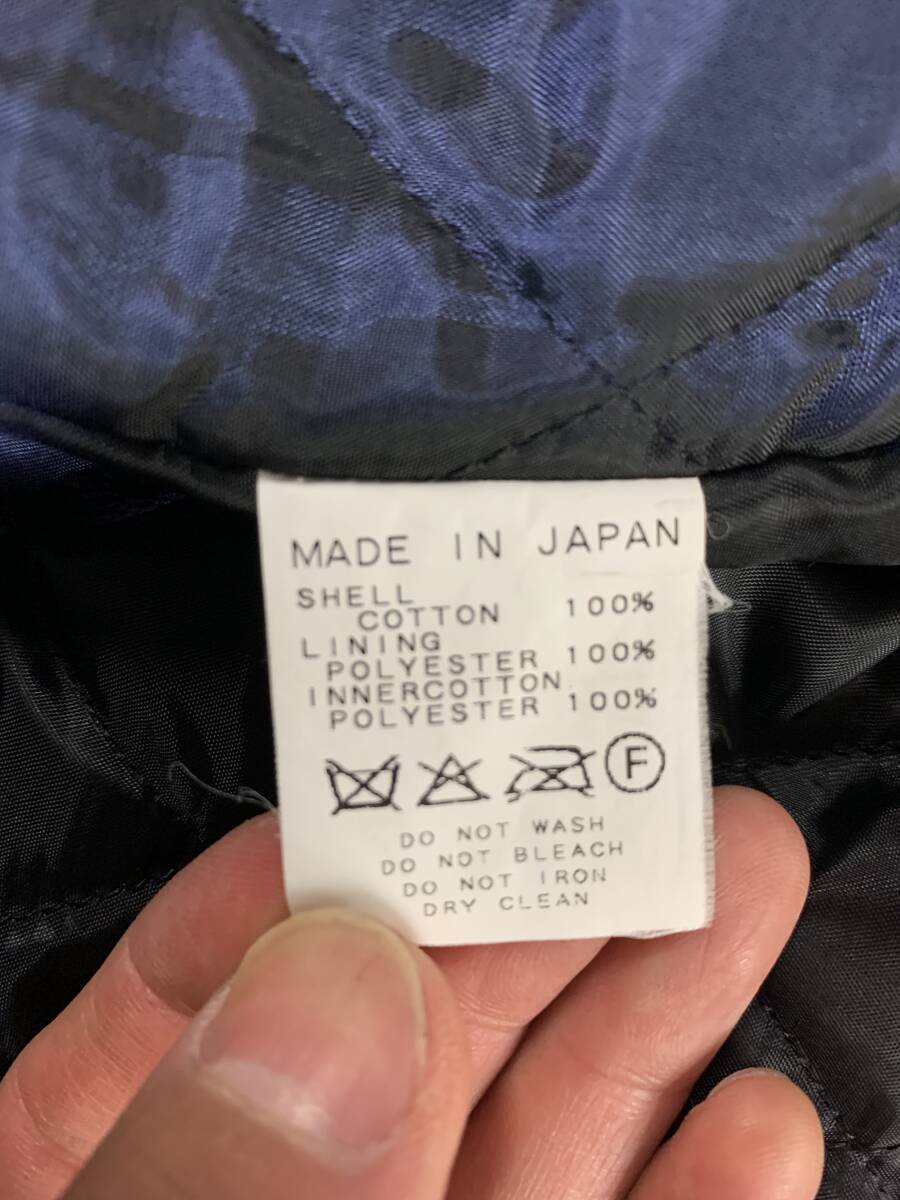 MADE IN JAPAN
SHELL
COTTON 100%
LINING
POLYESTER 100%
INNERCOTTON
POLYESTER 100%
F
DO NOT WASH
DO NOT BLEACH
DO NOT IRON
DRY CLEAN